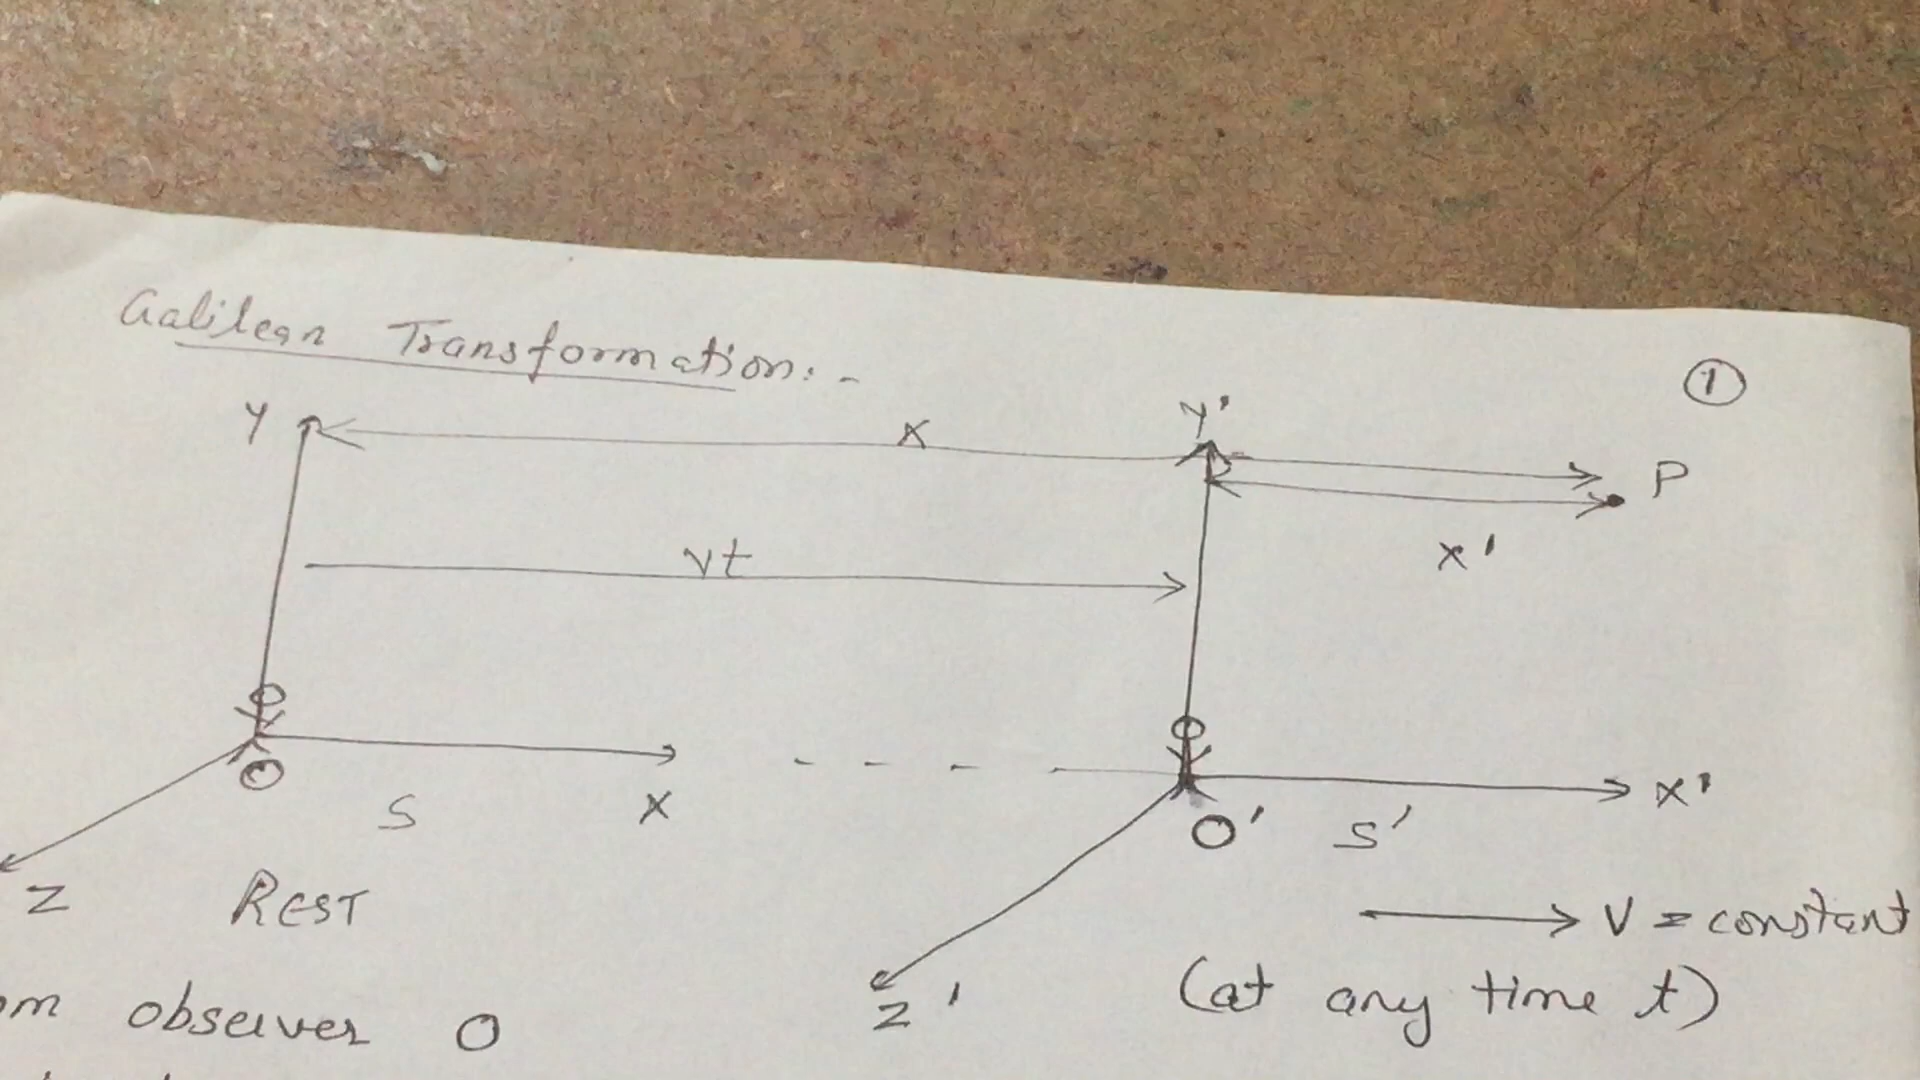 Galilean Transformation:-
1
Y
x
Y'
P
x'
vt
O
S
X
O'
S'
X'
Z
REST
V = constant
Z'
(at any time t)
observer O